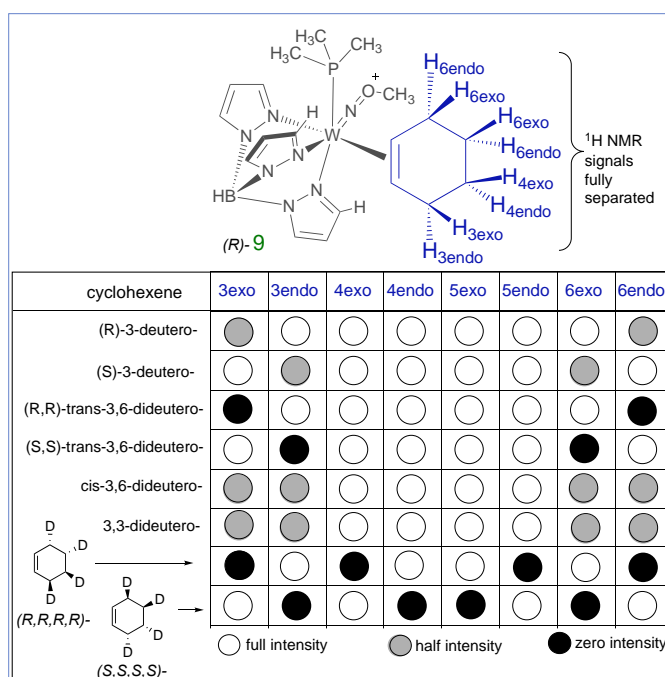 CH₃
H₃C CH₃
H₃C P
+
N O CH₃
H
N N
N N W
N N
HB
H
(R)- 9
H6endo
H6exo
H6exo
H6endo
H4exo
H4endo
H3exo
H3endo
¹H NMR
signals
fully
separated
cyclohexene 3exo 3endo 4exo 4endo 5exo 5endo 6exo 6endo
(R)-3-deutero-
(S)-3-deutero-
(R,R)-trans-3,6-dideutero-
(S,S)-trans-3,6-dideutero-
cis-3,6-dideutero-
3,3-dideutero-
D
D
D
D
(R,R,R,R)-
D
D
D
D
(S,S,S,S)-
full intensity half intensity zero intensity